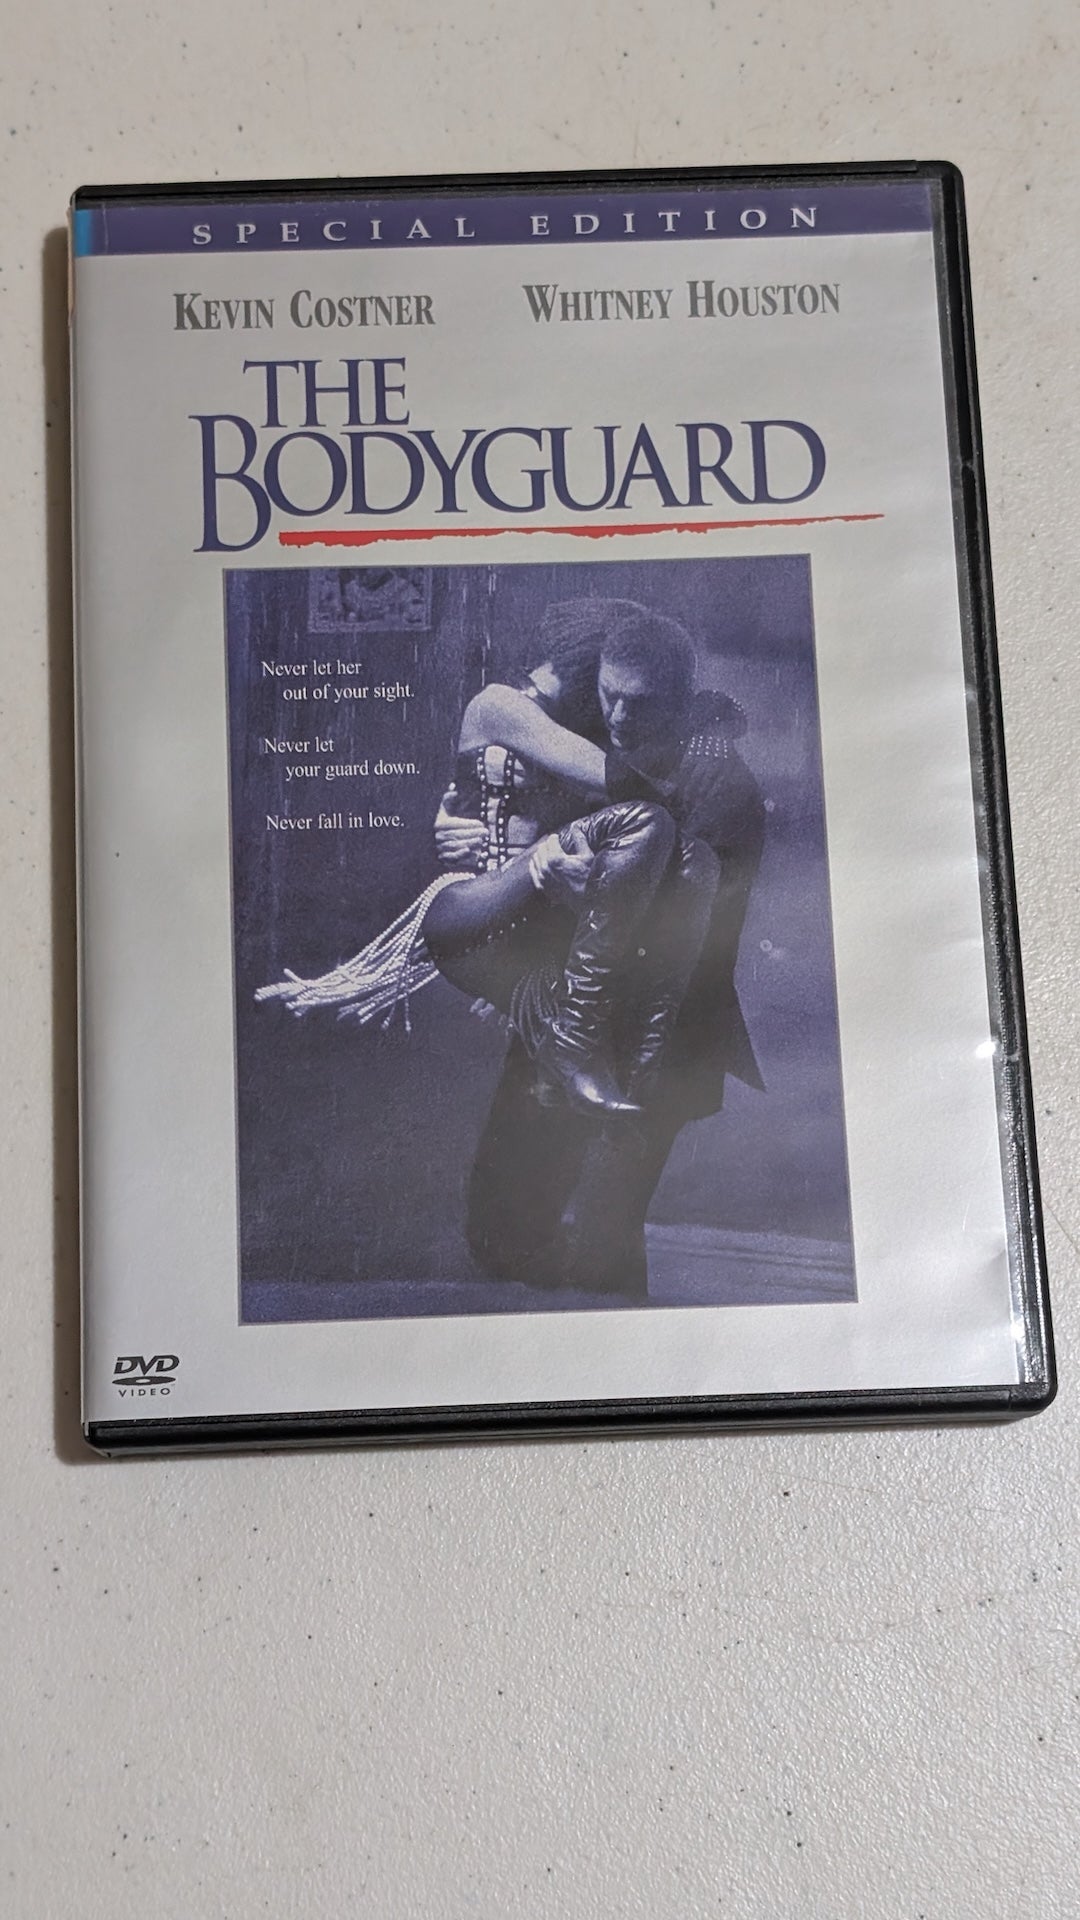 SPECIAL EDITION
KEVIN COSTNER WHITNEY HOUSTON
THE
BODYGUARD
Never let her
out of your sight.
Never let
your guard down.
Never fall in love.
DVD
VIDEO